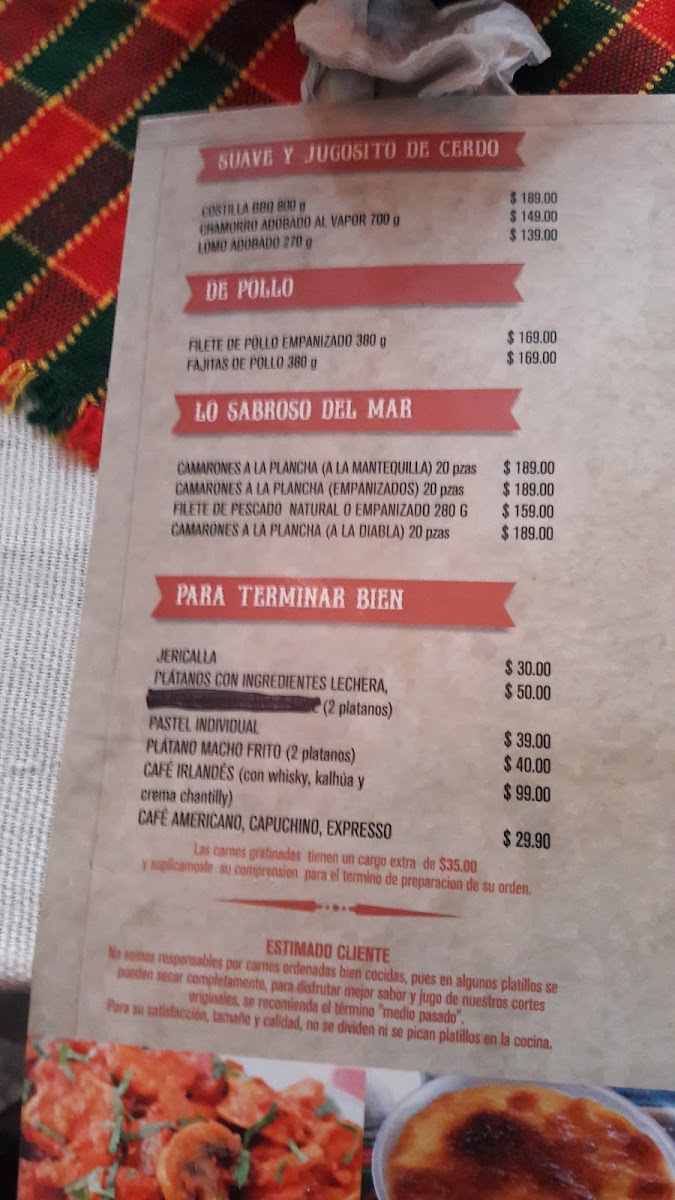 SUAVE Y JUGOSITO DE CERDO
COSTILLA BBQ 800 g $ 189.00
CHAMORRO ADOBADO AL VAPOR 700 g $ 149.00
LOMO ADOBADO 270 g $ 139.00
DE POLLO
FILETE DE POLLO EMPANIZADO 380 g $ 169.00
FAJITAS DE POLLO 380 g $ 169.00
LO SABROSO DEL MAR
CAMARONES A LA PLANCHA (A LA MANTEQUILLA) 20 pzas $ 189.00
CAMARONES A LA PLANCHA (EMPANIZADOS) 20 pzas $ 189.00
FILETE DE PESCADO NATURAL O EMPANIZADO 280 G $ 159.00
CAMARONES A LA PLANCHA (A LA DIABLA) 20 pzas $ 189.00
PARA TERMINAR BIEN
JERICALLA $ 30.00
PLÁTANOS CON INGREDIENTES LECHERA, $ 50.00
(2 platanos)
PASTEL INDIVIDUAL $ 39.00
PLÁTANO MACHO FRITO (2 platanos) $ 40.00
CAFÉ IRLANDÉS (con whisky, kalhúa y $ 99.00
crema chantilly)
CAFÉ AMERICANO, CAPUCHINO, EXPRESSO $ 29.90
Las carnes gratinadas tienen un cargo extra de $35.00
y suplicamosle su comprension para el termino de preparacion de su orden.
ESTIMADO CLIENTE
No somos responsables por carnes ordenadas bien cocidas, pues en algunos platillos se
pueden secar completamente, para disfrutar mejor sabor y jugo de nuestros cortes
originales, se recomienda el término "medio pasado".
Para su satisfacción, tamaño y calidad, no se dividen ni se pican platillos en la cocina.